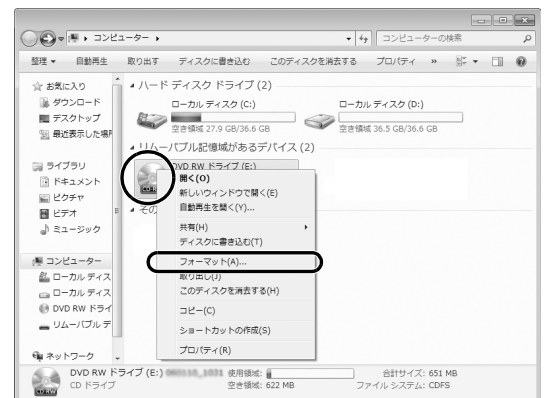 コンピューター
コンピューターの検索
整理 自動再生 取り出す ディスクに書き込む このディスクを消去する プロパティ »
お気に入り
ダウンロード
デスクトップ
最近表示した場所
ライブラリ
ドキュメント
ピクチャ
ビデオ
ミュージック
コンピューター
ローカル ディス
ローカル ディス
DVD RW ドライ
リムーバブル デ
ネットワーク
ハード ディスク ドライブ (2)
ローカル ディスク (C:)
空き領域 27.9 GB/36.6 GB
ローカル ディスク (D:)
空き領域 36.5 GB/36.6 GB
リムーバブル記憶域があるデバイス (2)
DVD RW ドライブ (E:)
CD-RW
その
開く(O)
新しいウィンドウで開く(E)
自動再生を開く(Y)...
共有(H)
ディスクに書き込む(T)
フォーマット(A)...
取り出し(J)
このディスクを消去する(H)
コピー(C)
ショートカットの作成(S)
プロパティ(R)
DVD RW ドライブ (E:) 使用領域: 合計サイズ: 651 MB
CD ドライブ 空き領域: 622 MB ファイル システム: CDFS
CD-RW